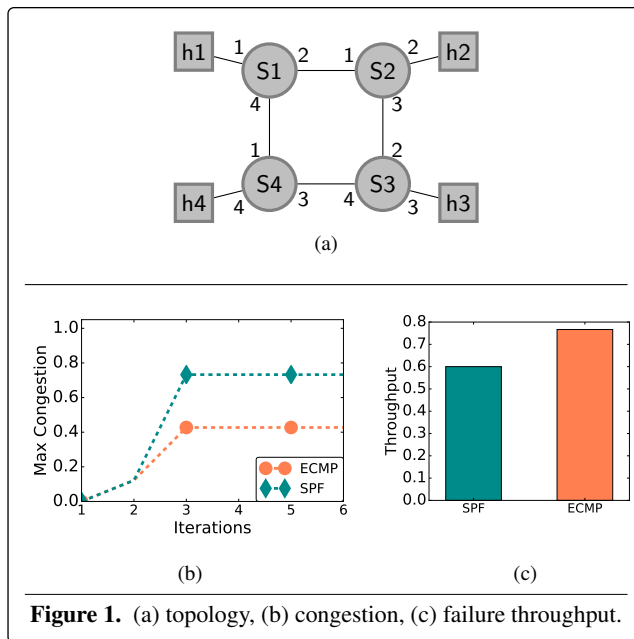 h1 1 S1 2 1 S2 2 h2
4 3
1 2
h4 4 S4 3 4 S3 3 h3
(a)
Max Congestion
1.0
0.8
0.6
0.4
0.2
0.0
1 2 3 4 5 6
Iterations
ECMP
SPF
(b)
Throughput
0.8
0.7
0.6
0.5
0.4
0.3
0.2
0.1
0.0
SPF ECMP
(c)
Figure 1. (a) topology, (b) congestion, (c) failure throughput.